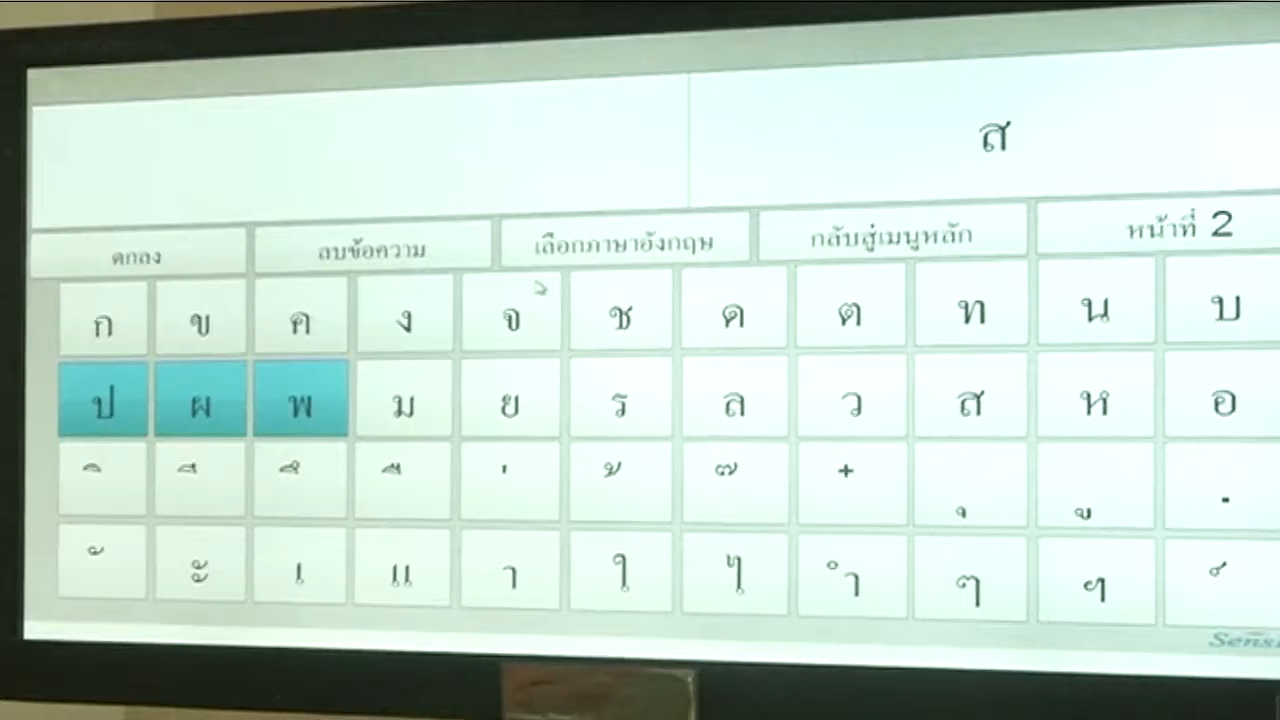 ส
ตกลง ลบข้อความ เลือกภาษาอังกฤษ กลับสู่เมนูหลัก หน้าที่ 2
ก ข ค ง จ ช ด ต ท น บ
ป ผ พ ม ย ร ล ว ส ห อ
ิ ี ึ ื ่ ้ ๊ ๋ ุ ู .
ั ะ เ แ า ใ ไ ำ ๆ ฯ ์